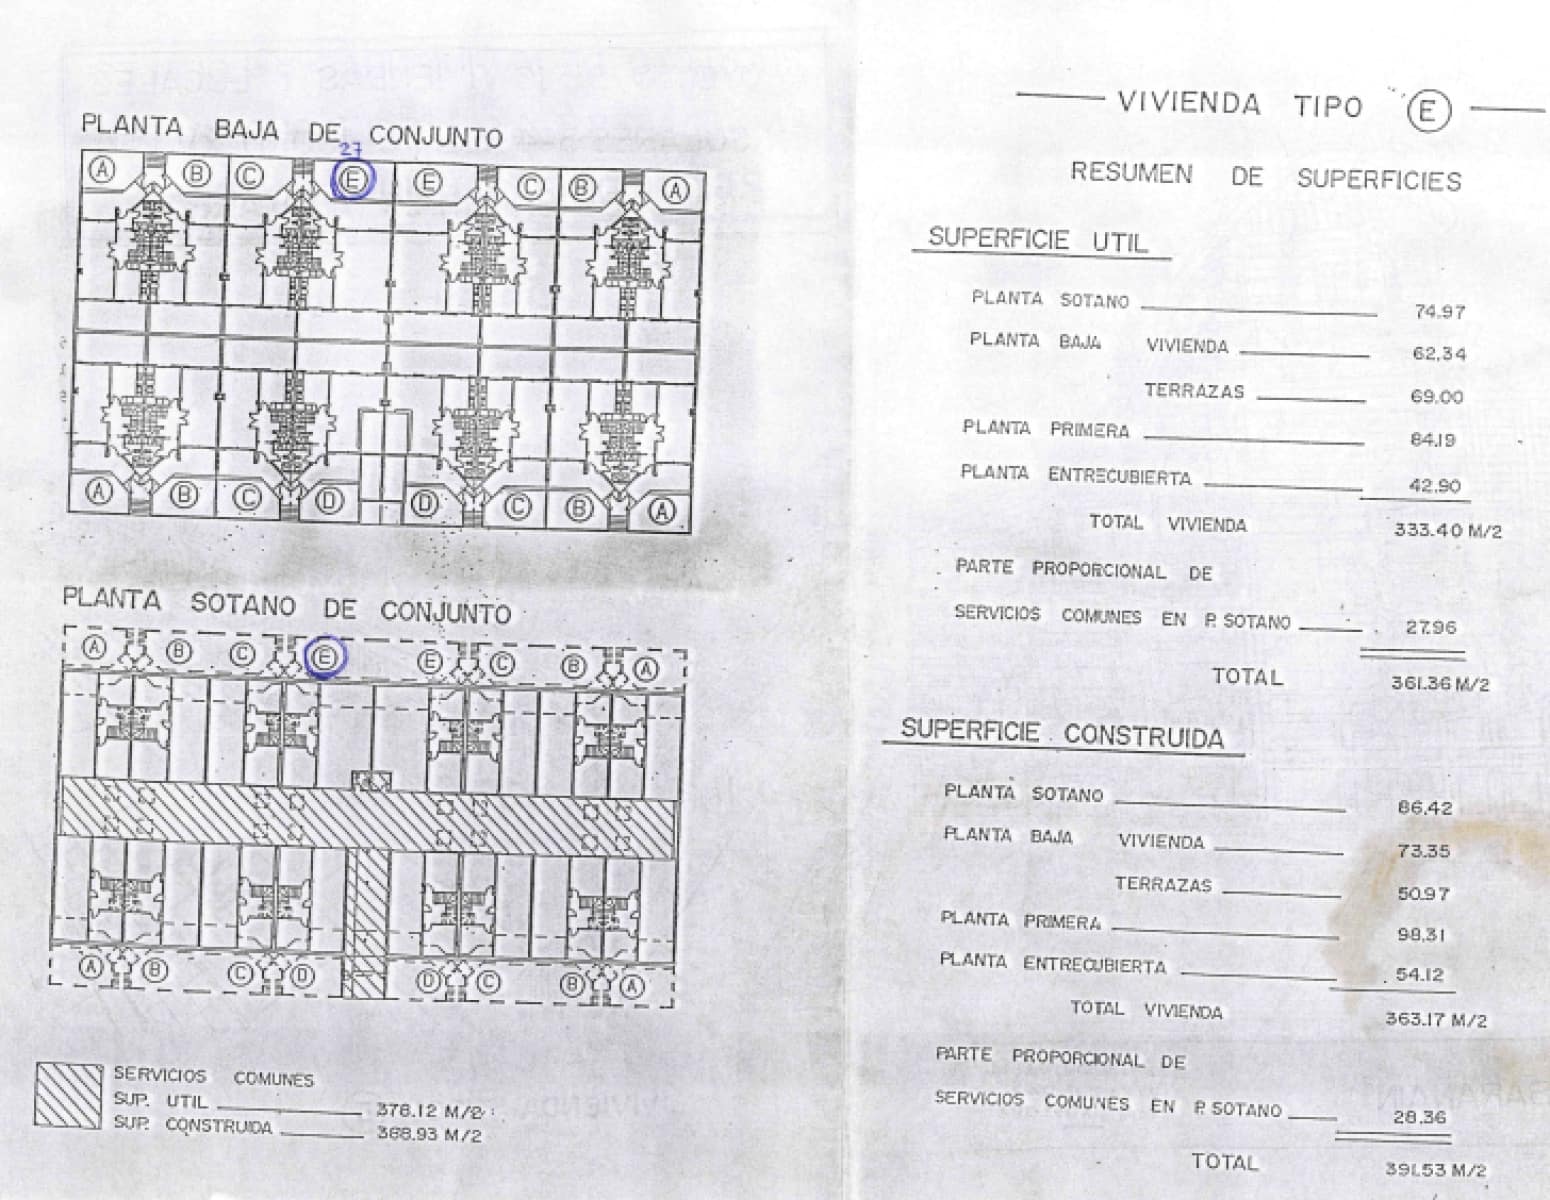 PLANTA BAJA DE CONJUNTO
27
A B C E E C B A
A B C D D C B A
PLANTA SOTANO DE CONJUNTO
A B C E E C B A
A B C D D C B A
SERVICIOS COMUNES
SUP. UTIL 378.12 M/2
SUP. CONSTRUIDA 388.93 M/2
VIVIENDA TIPO E
RESUMEN DE SUPERFICIES
SUPERFICIE UTIL
PLANTA SOTANO 74.97
PLANTA BAJA VIVIENDA 62.34
TERRAZAS 69.00
PLANTA PRIMERA 84.19
PLANTA ENTRECUBIERTA 42.90
TOTAL VIVIENDA 333.40 M/2
PARTE PROPORCIONAL DE
SERVICIOS COMUNES EN P. SOTANO 27.96
TOTAL 361.36 M/2
SUPERFICIE CONSTRUIDA
PLANTA SOTANO 86.42
PLANTA BAJA VIVIENDA 73.35
TERRAZAS 50.97
PLANTA PRIMERA 98.31
PLANTA ENTRECUBIERTA 54.12
TOTAL VIVIENDA 363.17 M/2
PARTE PROPORCIONAL DE
SERVICIOS COMUNES EN P. SOTANO 28.36
TOTAL 391.53 M/2